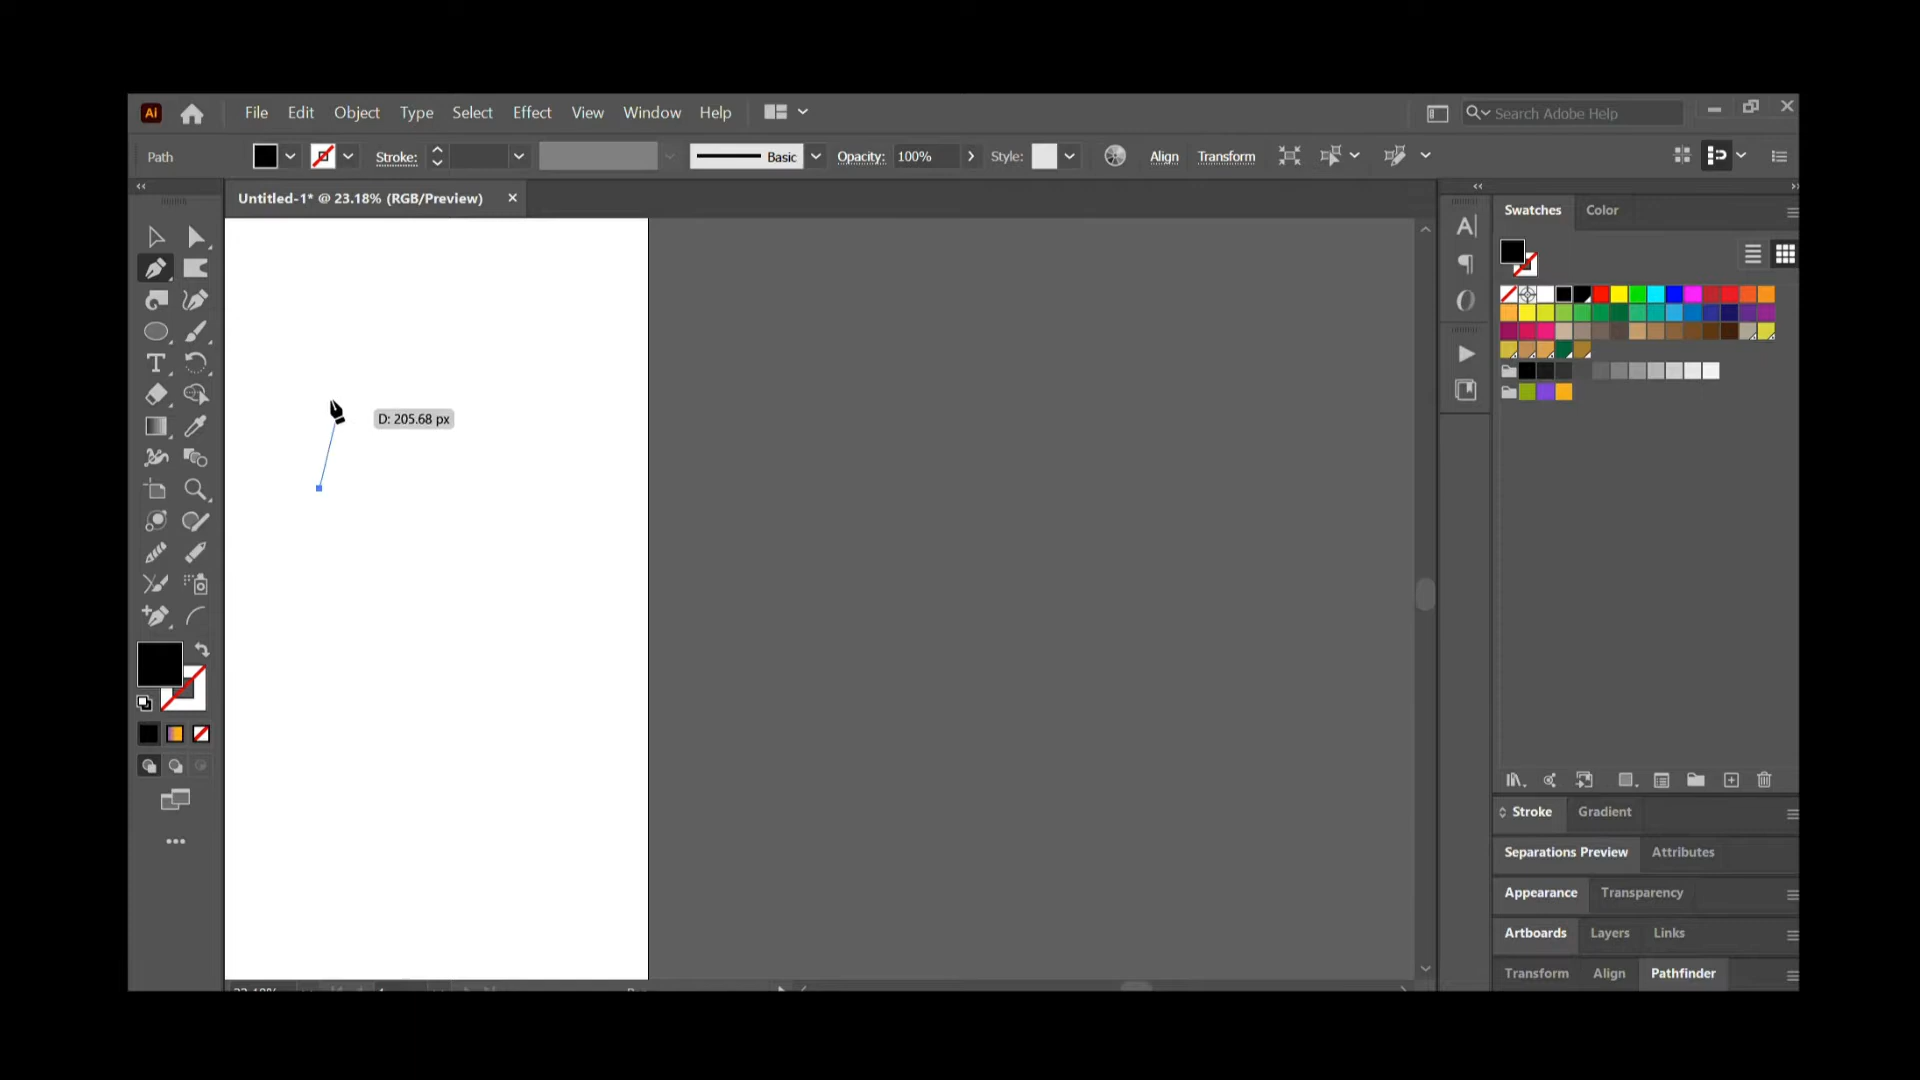 Ai File Edit Object Type Select Effect View Window Help Search Adobe Help
Path Stroke: Basic Opacity: 100% Style: Align Transform
Untitled-1* @ 23.18% (RGB/Preview)
D: 205.68 px
Swatches Color
Stroke Gradient
Separations Preview Attributes
Appearance Transparency
Artboards Layers Links
Transform Align Pathfinder